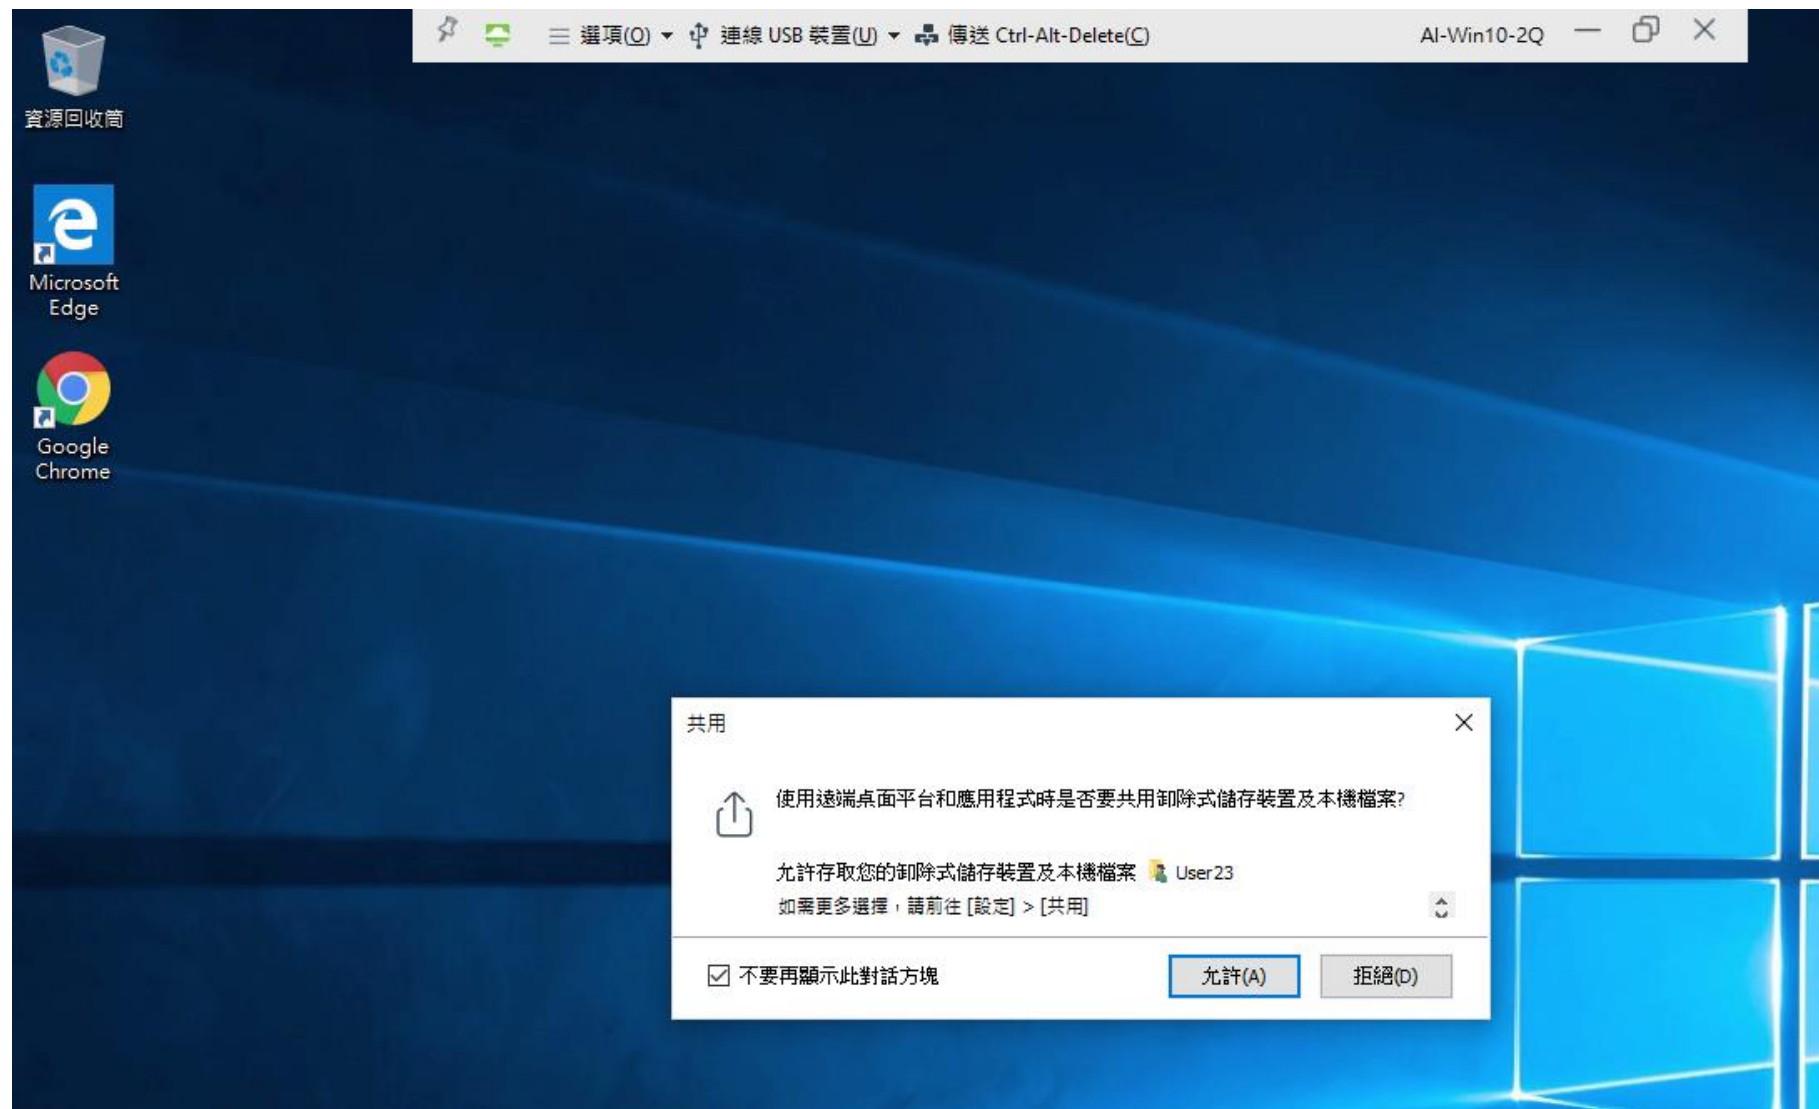 選項(O)
連線 USB 裝置(U)
傳送 Ctrl-Alt-Delete(C)
AI-Win10-2Q
資源回收筒
Microsoft
Edge
Google
Chrome
共用
使用遠端桌面平台和應用程式時是否要共用卸除式儲存裝置及本機檔案?
允許存取您的卸除式儲存裝置及本機檔案 User23
如需更多選擇，請前往 [設定] > [共用]
不要再顯示此對話方塊
允許(A)
拒絕(D)